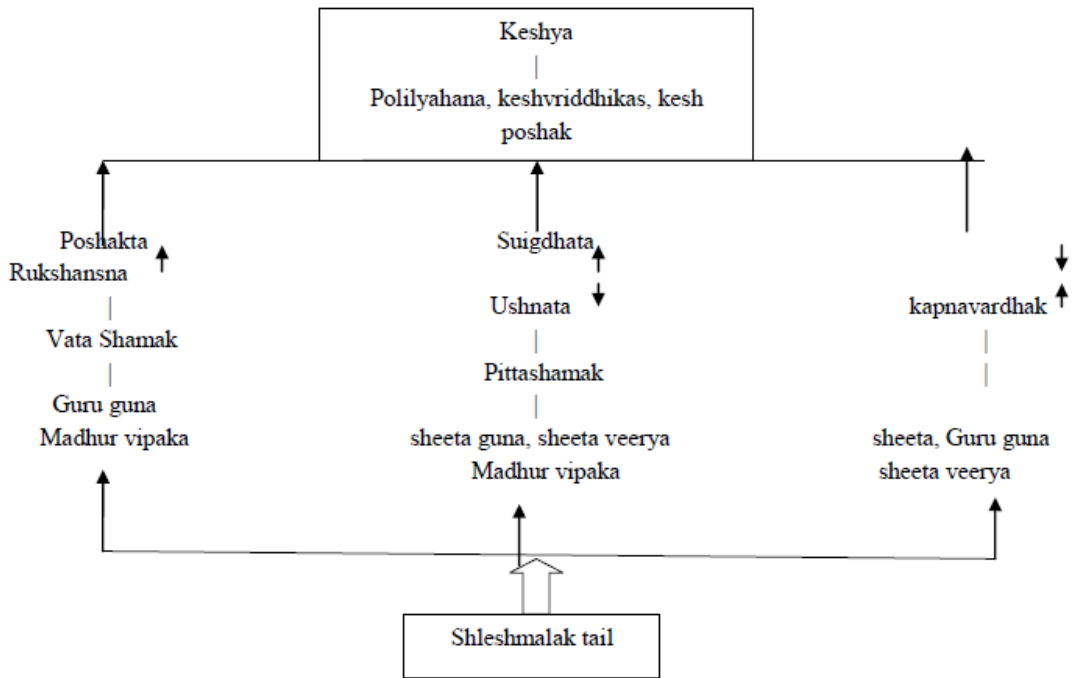 Keshya
Polilyahana, keshvriddhikas, kesh
poshak
Poshakta
Rukshansna
Vata Shamak
Guru guna
Madhur vipaka
Suigdhata
Ushnata
Pittashamak
sheeta guna, sheeta veerya
Madhur vipaka
kapnavardhak
sheeta, Guru guna
sheeta veerya
Shleshmalak tail